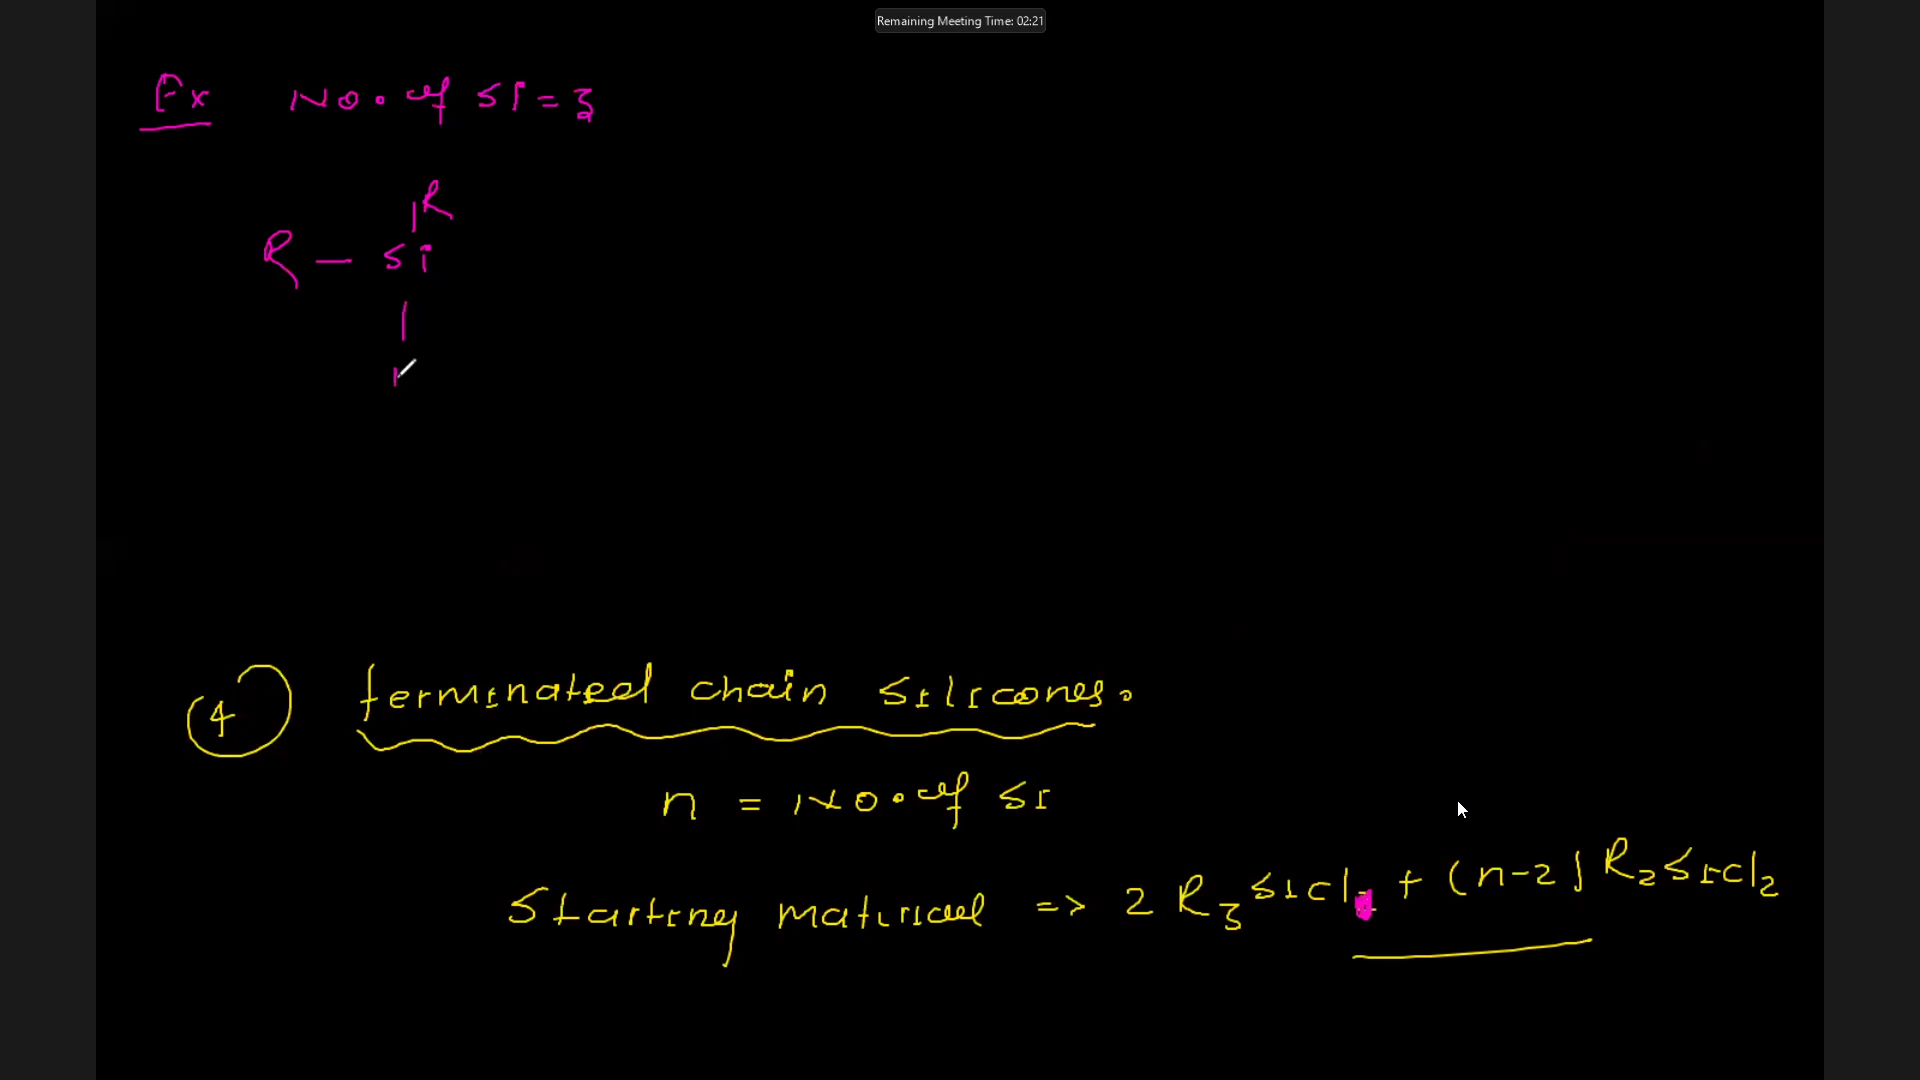 Remaining Meeting Time: 02:21
Ex No. of Si = 3
R
R — Si
4 terminated chain silicones.
n = No. of Si
Starting material => 2 R3SiCl + (n-2) R2SiCl2